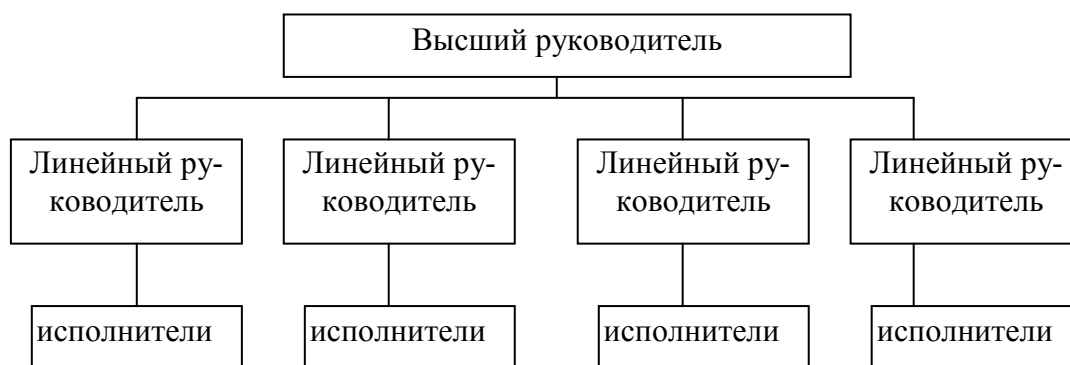 Высший руководитель
Линейный ру-
ководитель
Линейный ру-
ководитель
Линейный ру-
ководитель
Линейный ру-
ководитель
исполнители
исполнители
исполнители
исполнители